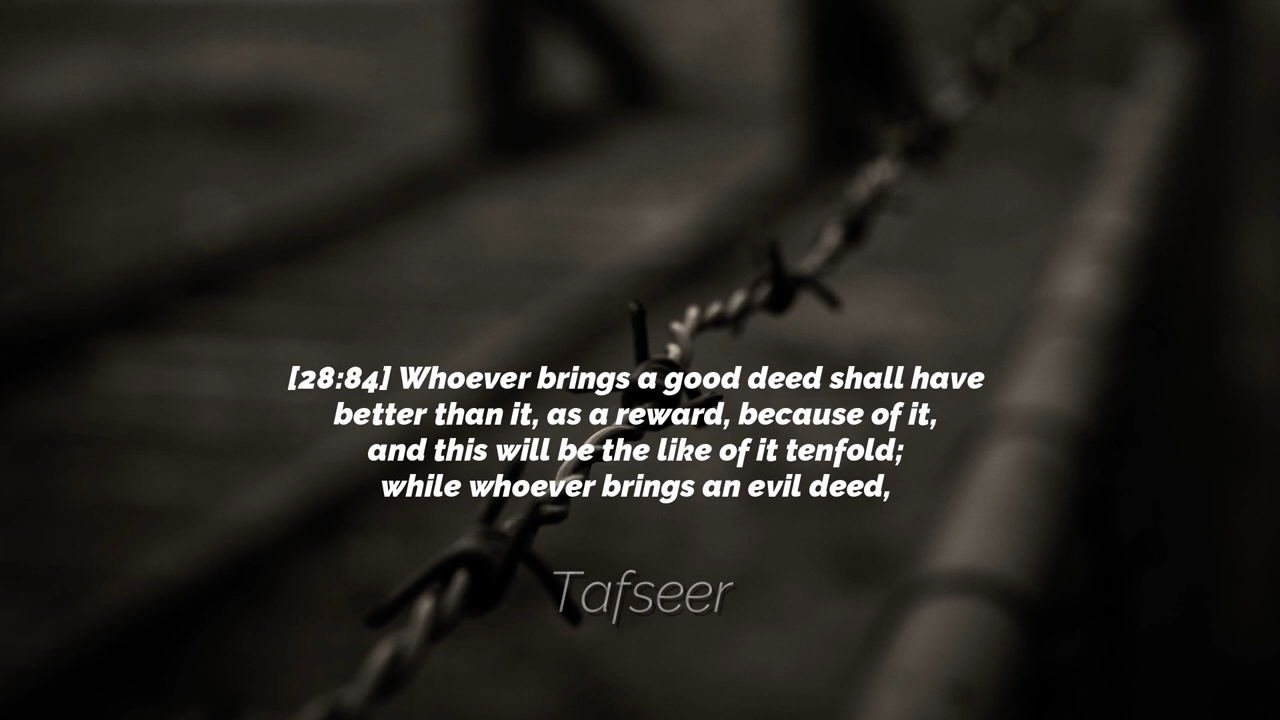 [28:84] Whoever brings a good deed shall have
better than it, as a reward, because of it,
and this will be the like of it tenfold;
while whoever brings an evil deed,
Tafseer